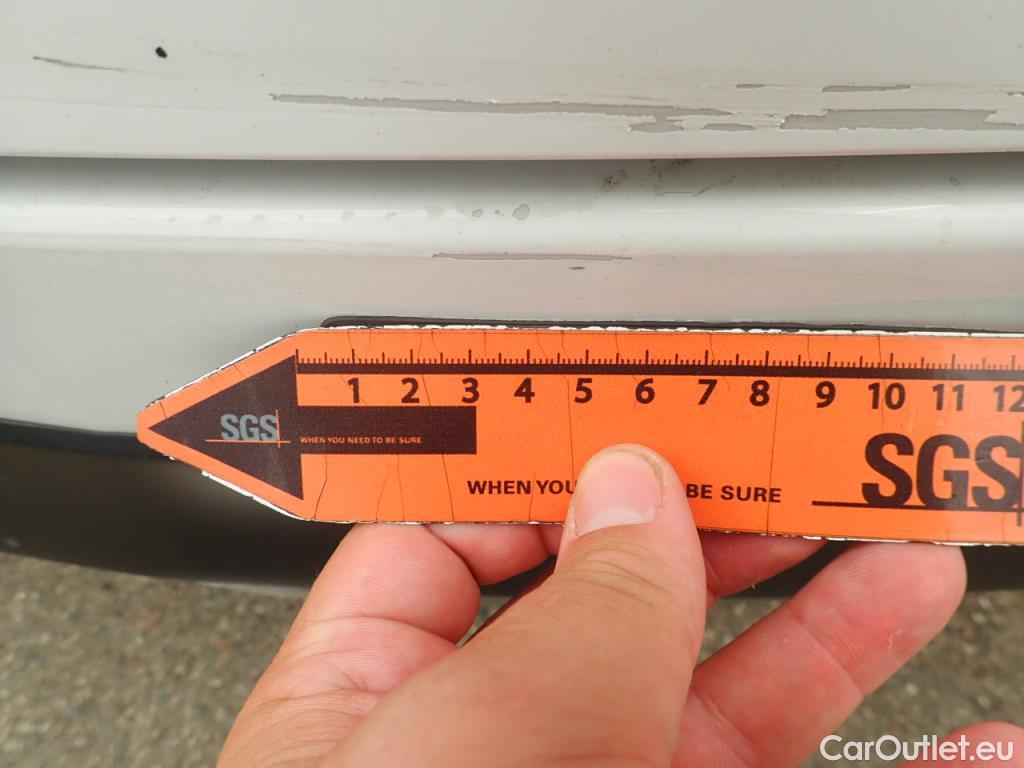 1 2 3 4 5 6 7 8 9 10 11 12
SGS
WHEN YOU NEED TO BE SURE
SGS
WHEN YOU BE SURE
CarOutlet.eu